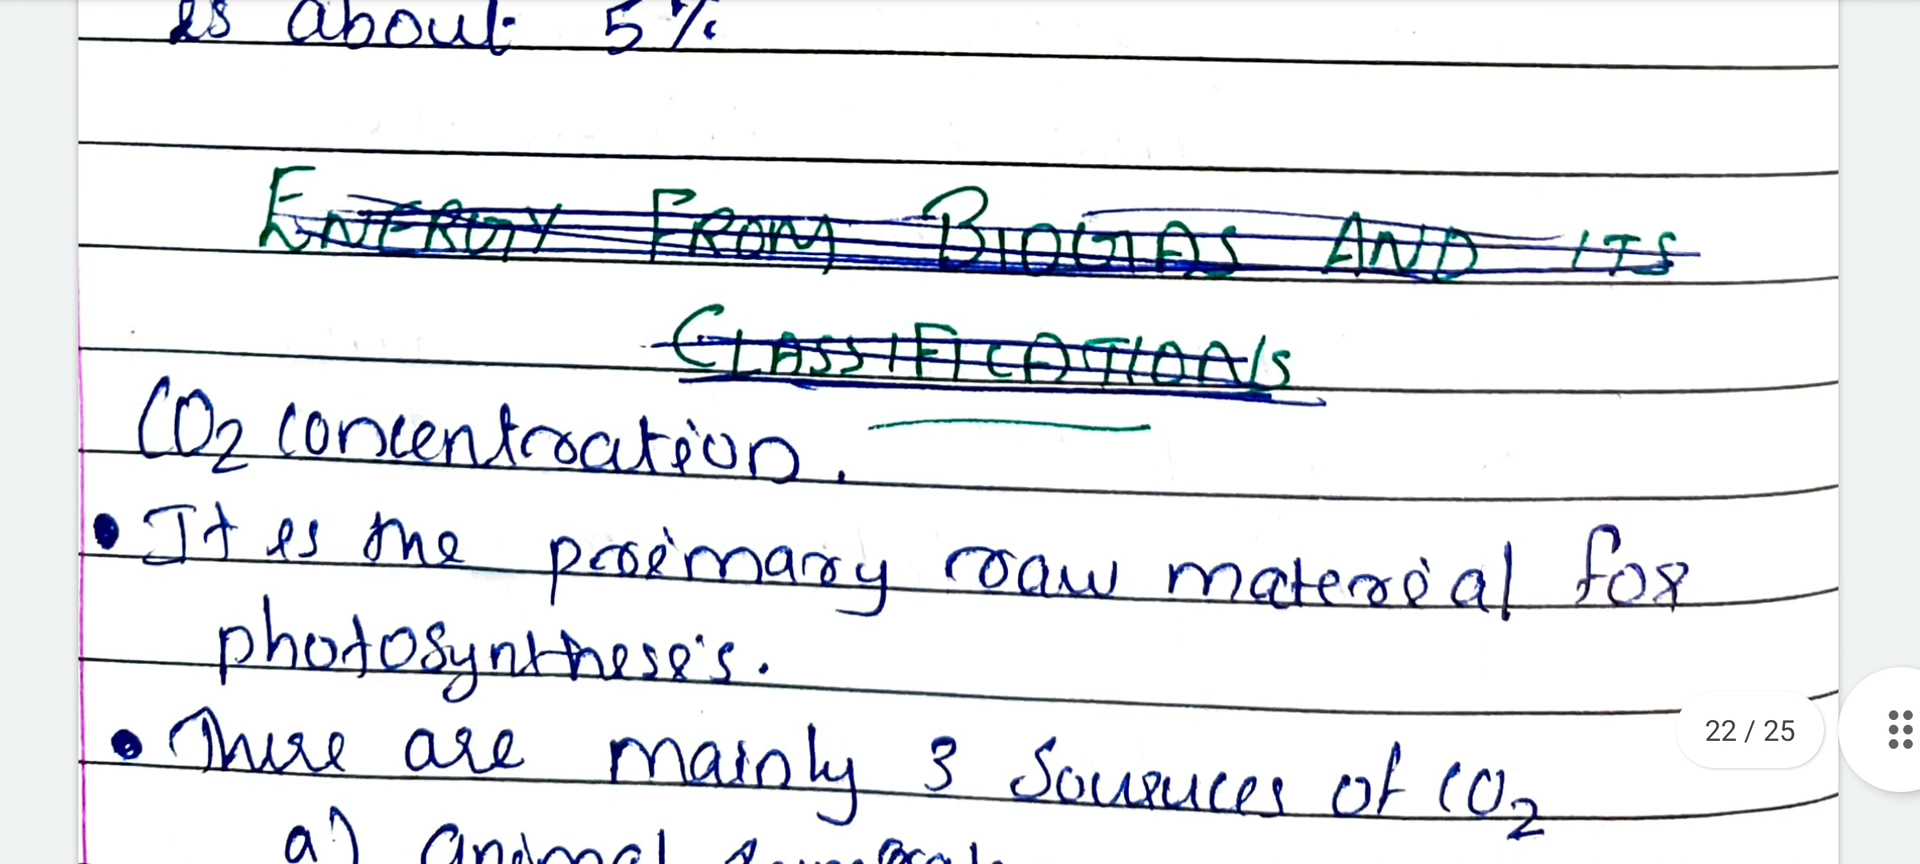 is about 5%
ENERGY FROM BIOGAS AND ITS
CLASSIFICATIONS
CO2 concentration.
• It is the primary raw material for
photosynthesis.
• There are mainly 3 Sources of CO2
a) animal
22 / 25